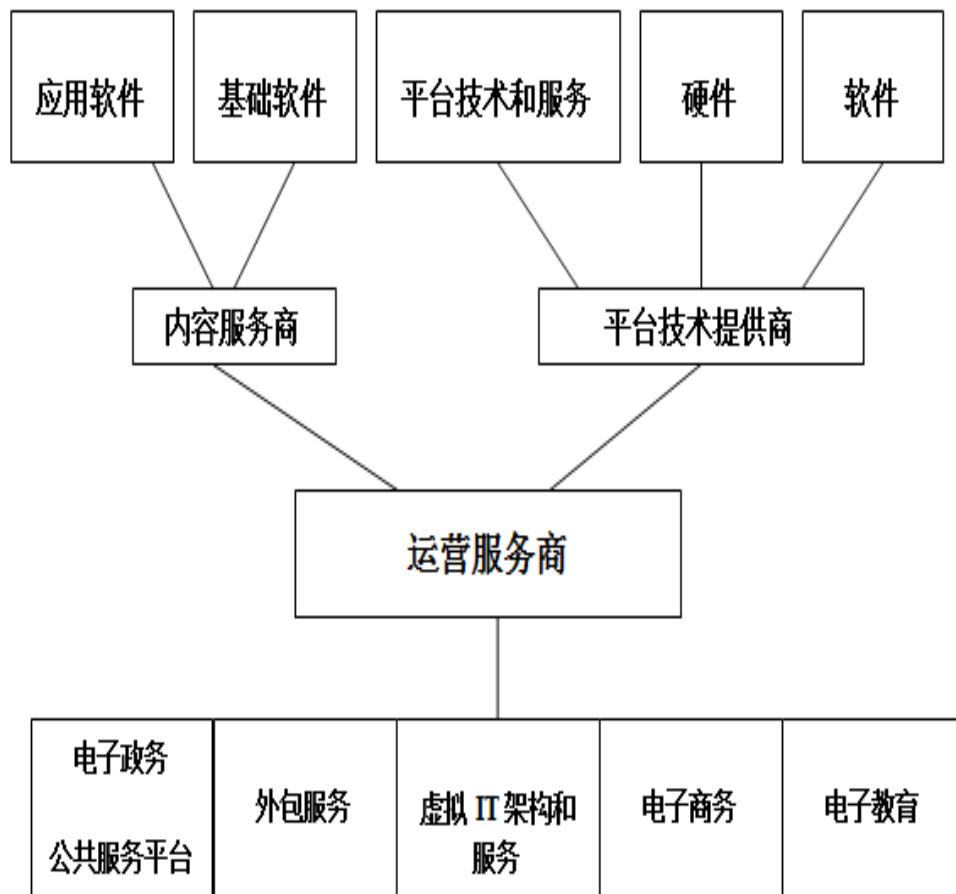 应用软件
基础软件
平台技术和服务
硬件
软件
内容服务商
平台技术提供商
运营服务商
电子政务
公共服务平台
外包服务
虚拟 IT 架构和
服务
电子商务
电子教育